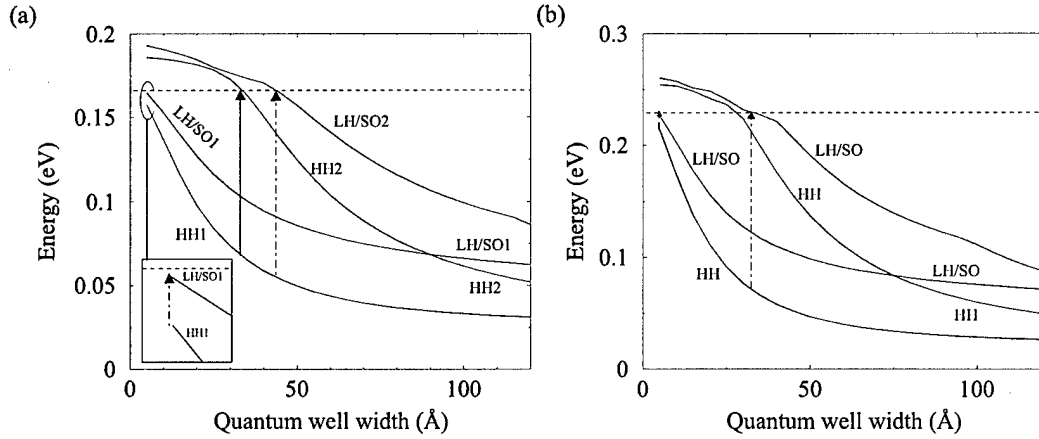 (a)
0.2
0.15
0.1
0.05
0
Energy (eV)
LH/SO1
LH/SO2
HH2
HH1
LH/SO1
HH2
LH/SO1
HH1
0
50
100
Quantum well width (Å)
(b)
0.3
0.2
0.1
0
Energy (eV)
LH/SO
LH/SO
HH
HH
LH/SO
HH
0
50
100
Quantum well width (Å)